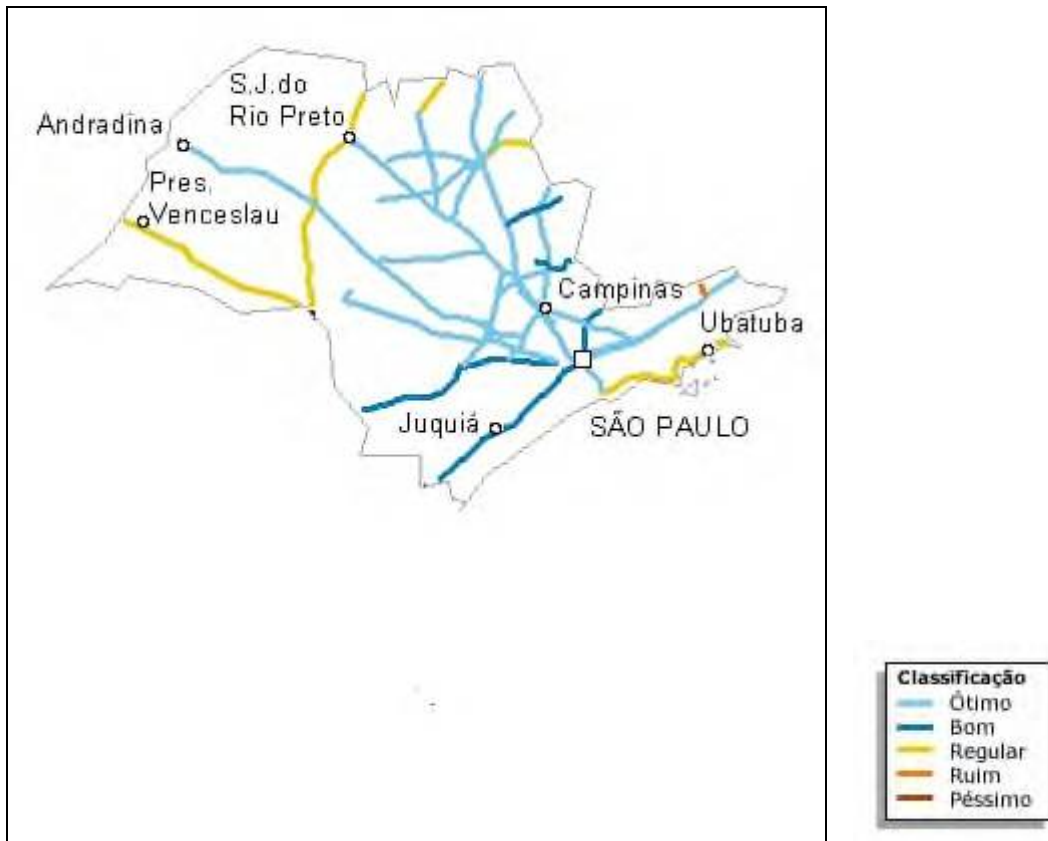 S.J.do
Rio Preto
Andradina
Pres.
Venceslau
Campinas
Ubatuba
Juquiá
SÃO PAULO
Classificação
Ótimo
Bom
Regular
Ruim
Péssimo